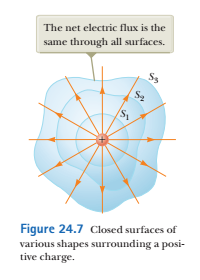 The net electric flux is the
same through all surfaces.
S3
S2
S1
+
Figure 24.7 Closed surfaces of
various shapes surrounding a posi-
tive charge.